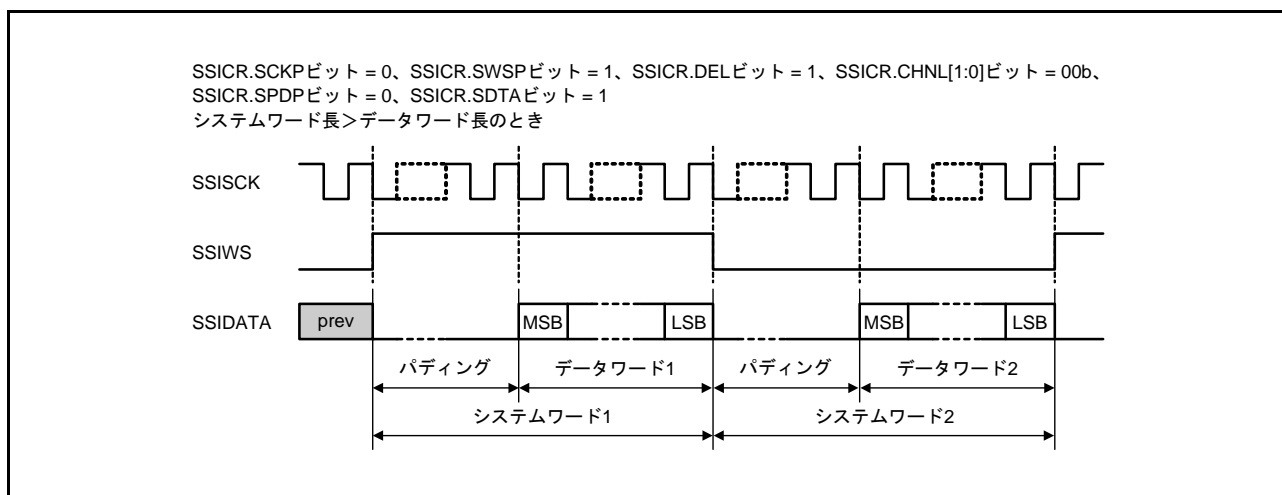 SSICR.SCKPビット = 0、SSICR.SWSPビット = 1、SSICR.DELビット = 1、SSICR.CHNL[1:0]ビット = 00b、
SSICR.SPDPビット = 0、SSICR.SDTAビット = 1
システムワード長＞データワード長のとき
SSISCK
SSIWS
SSIDATA prev MSB LSB MSB LSB
パディング データワード1 パディング データワード2
システムワード1 システムワード2